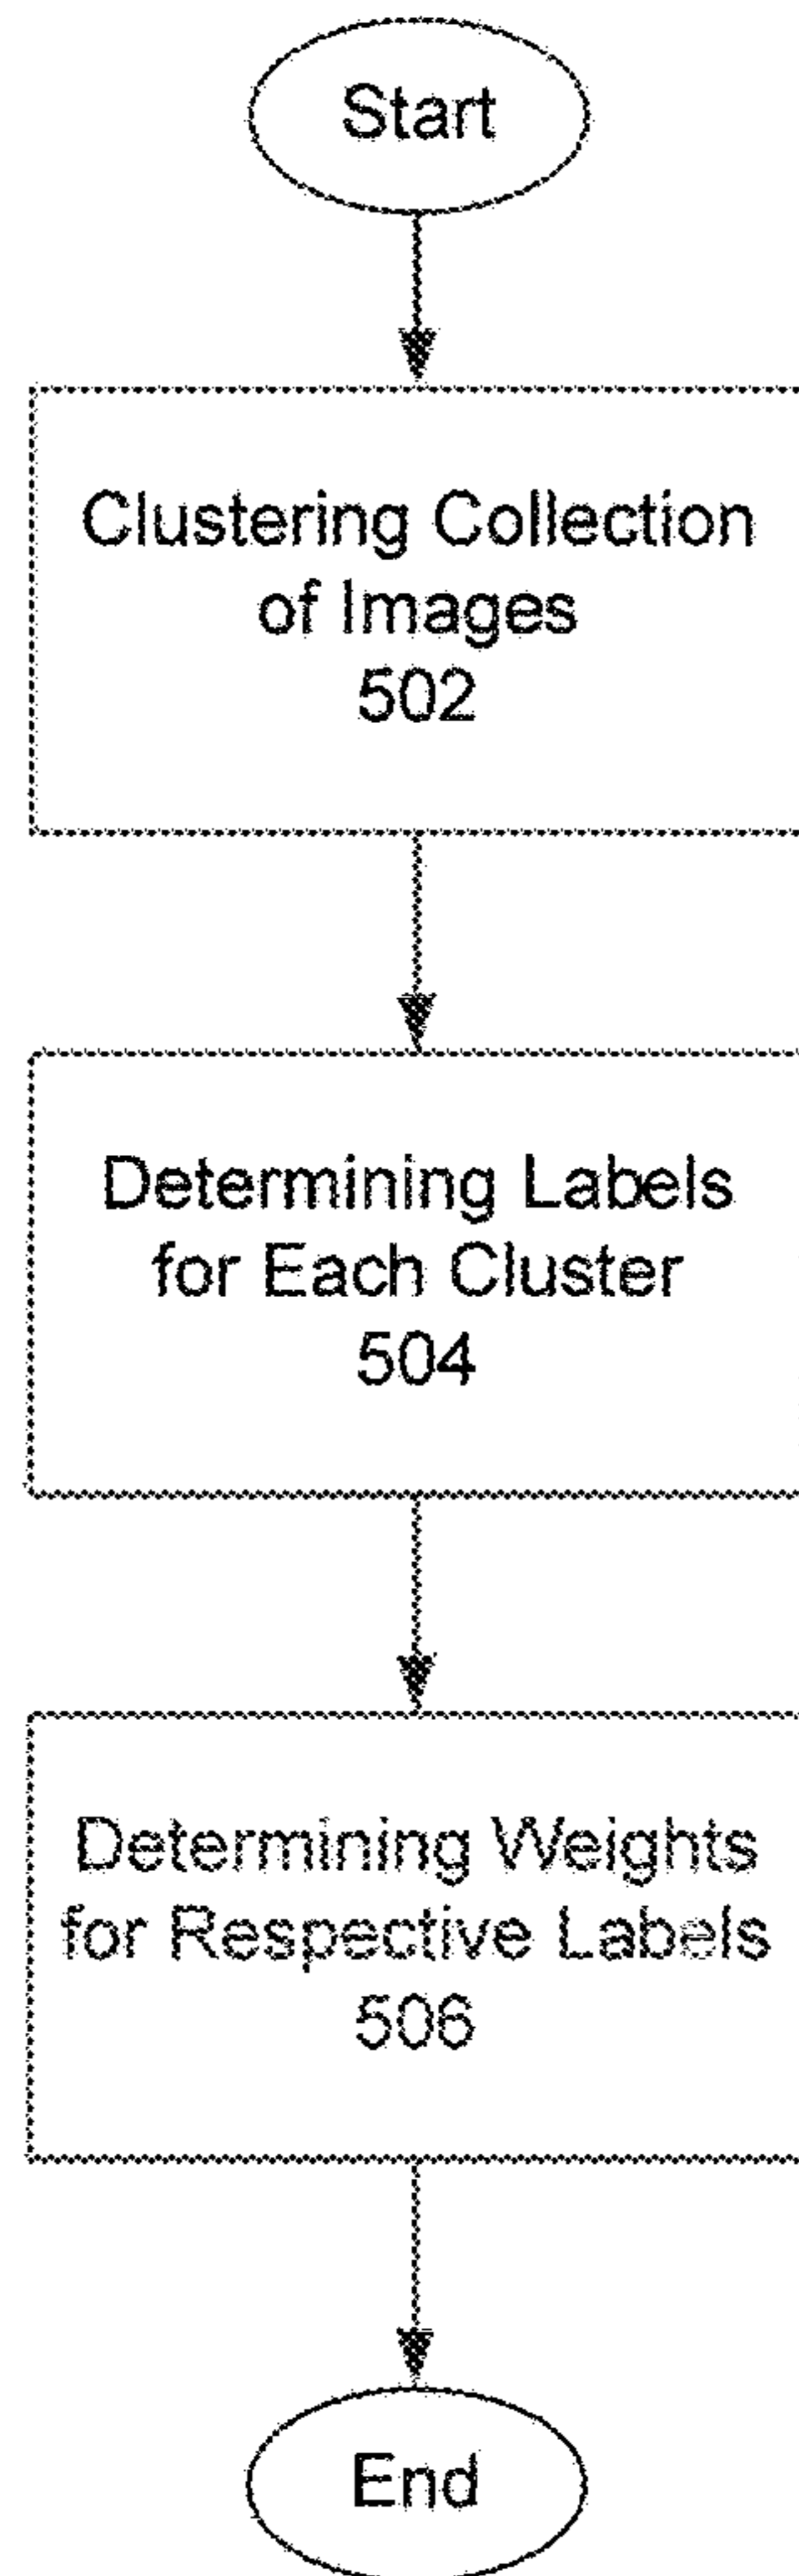 Start
Clustering Collection
of Images
502
Determining Labels
for Each Cluster
504
Determining Weights
for Respective Labels
506
End